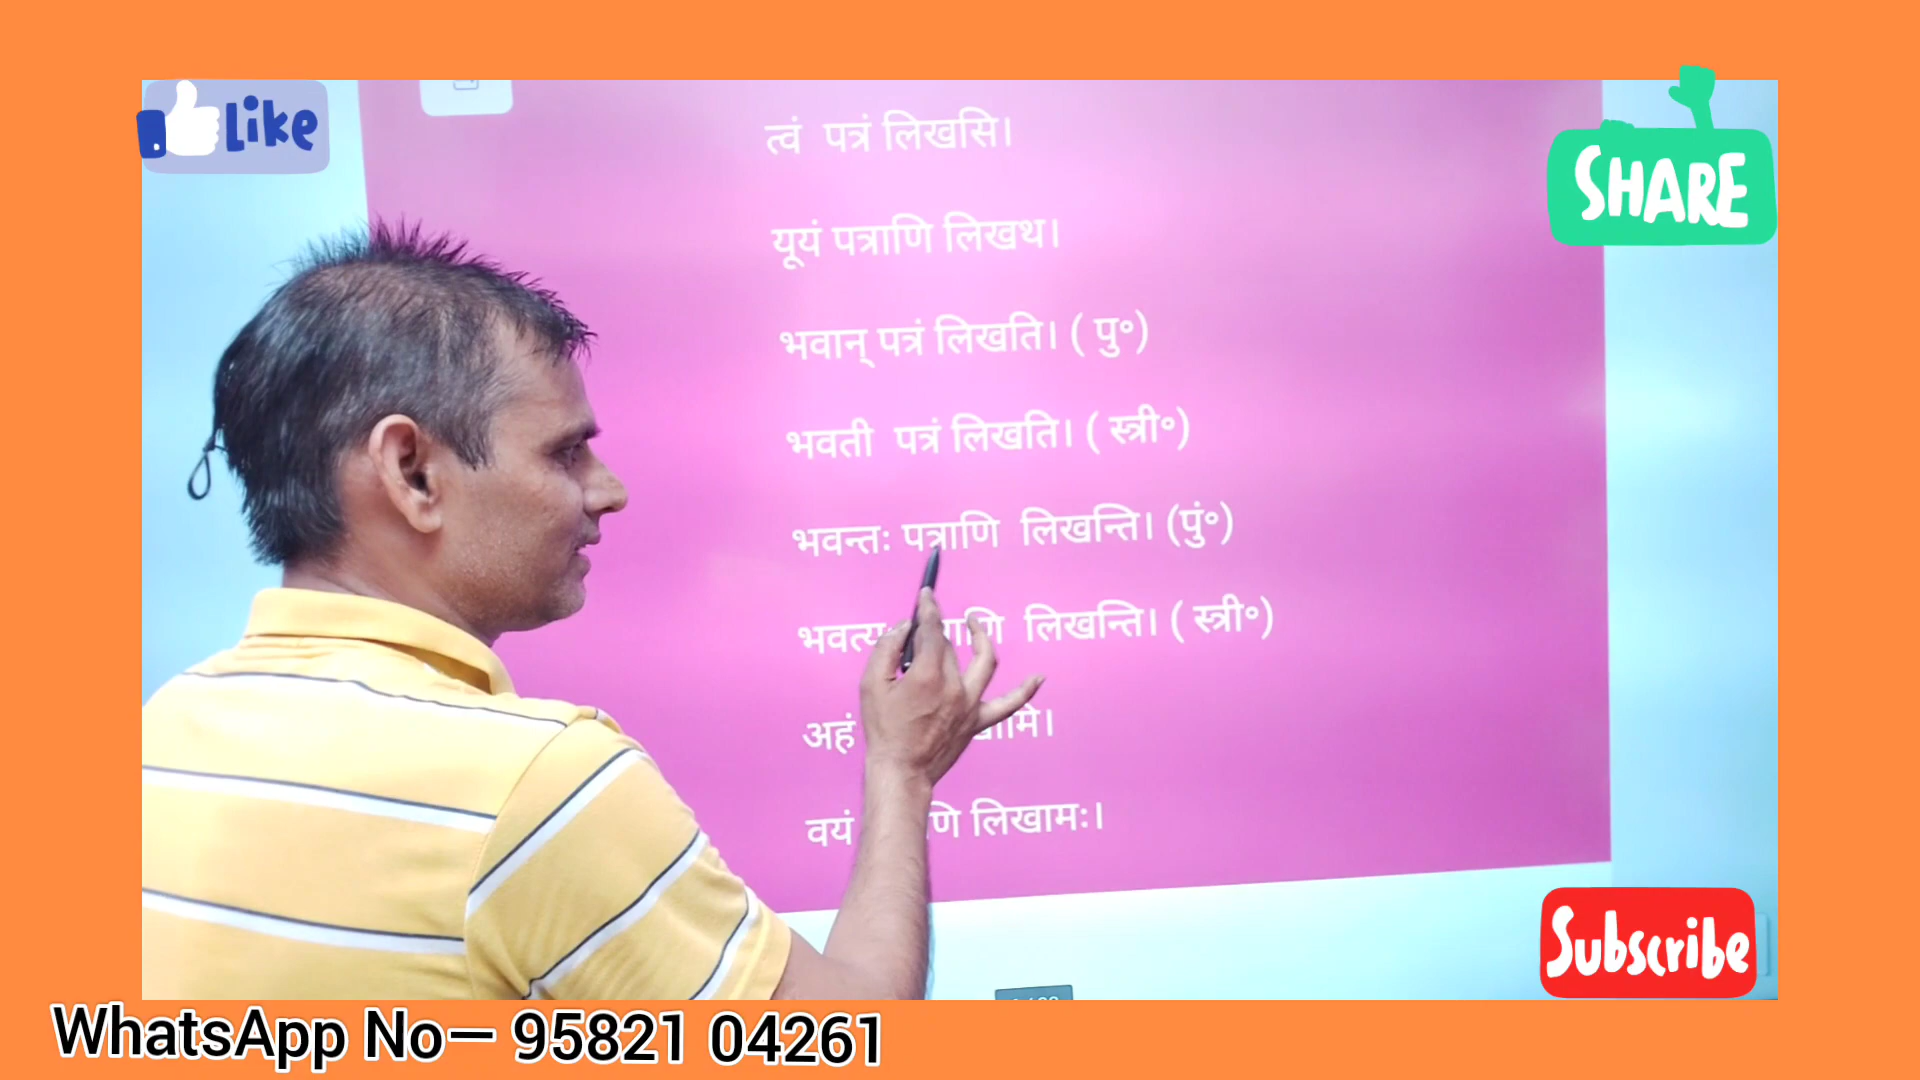 Like
SHARE
त्वं पत्रं लिखसि।
यूयं पत्राणि लिखथ।
भवान् पत्रं लिखति। ( पु॰)
भवती पत्रं लिखति। ( स्त्री॰)
भवन्तः पत्राणि लिखन्ति। (पुं॰)
लिखन्ति। ( स्त्री॰)
अहं
वयं लिखामः।
Subscribe
WhatsApp No— 95821 04261